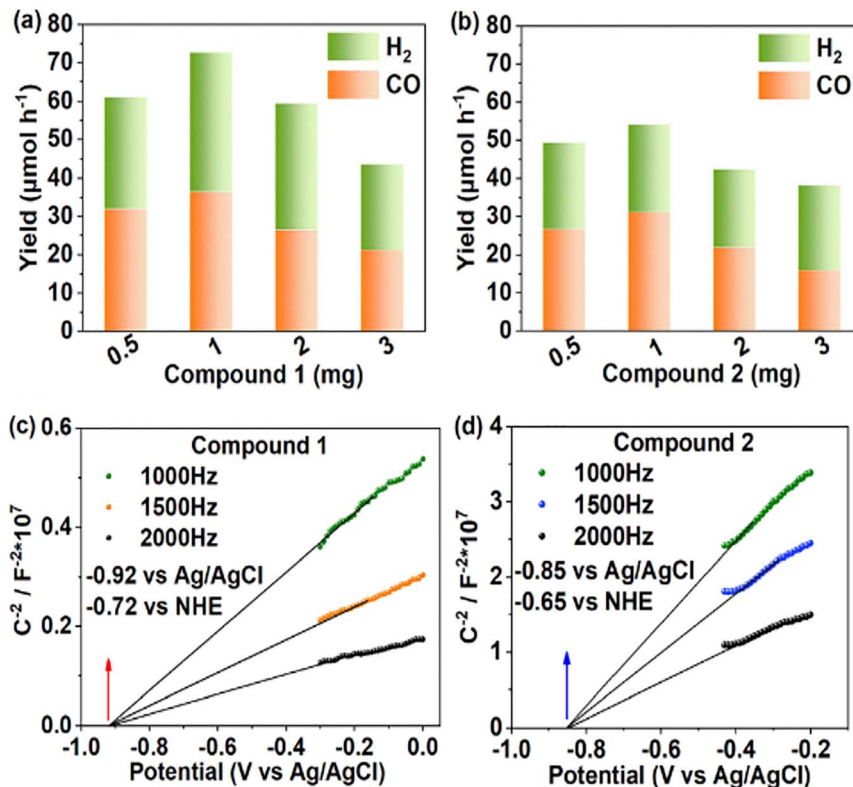 (a)
H₂
CO
Yield (μmol h⁻¹)
80
70
60
50
40
30
20
10
0
0.5
1
2
3
Compound 1 (mg)
(b)
H₂
CO
Yield (μmol h⁻¹)
80
70
60
50
40
30
20
10
0
0.5
1
2
3
Compound 2 (mg)
(c)
Compound 1
1000Hz
1500Hz
2000Hz
-0.92 vs Ag/AgCl
-0.72 vs NHE
C⁻² / F⁻²*10⁷
0.6
0.4
0.2
0.0
-1.0
-0.8
-0.6
-0.4
-0.2
0.0
Potential (V vs Ag/AgCl)
(d)
Compound 2
1000Hz
1500Hz
2000Hz
-0.85 vs Ag/AgCl
-0.65 vs NHE
C⁻² / F⁻²*10⁷
4
3
2
1
0
-1.0
-0.8
-0.6
-0.4
-0.2
Potential (V vs Ag/AgCl)